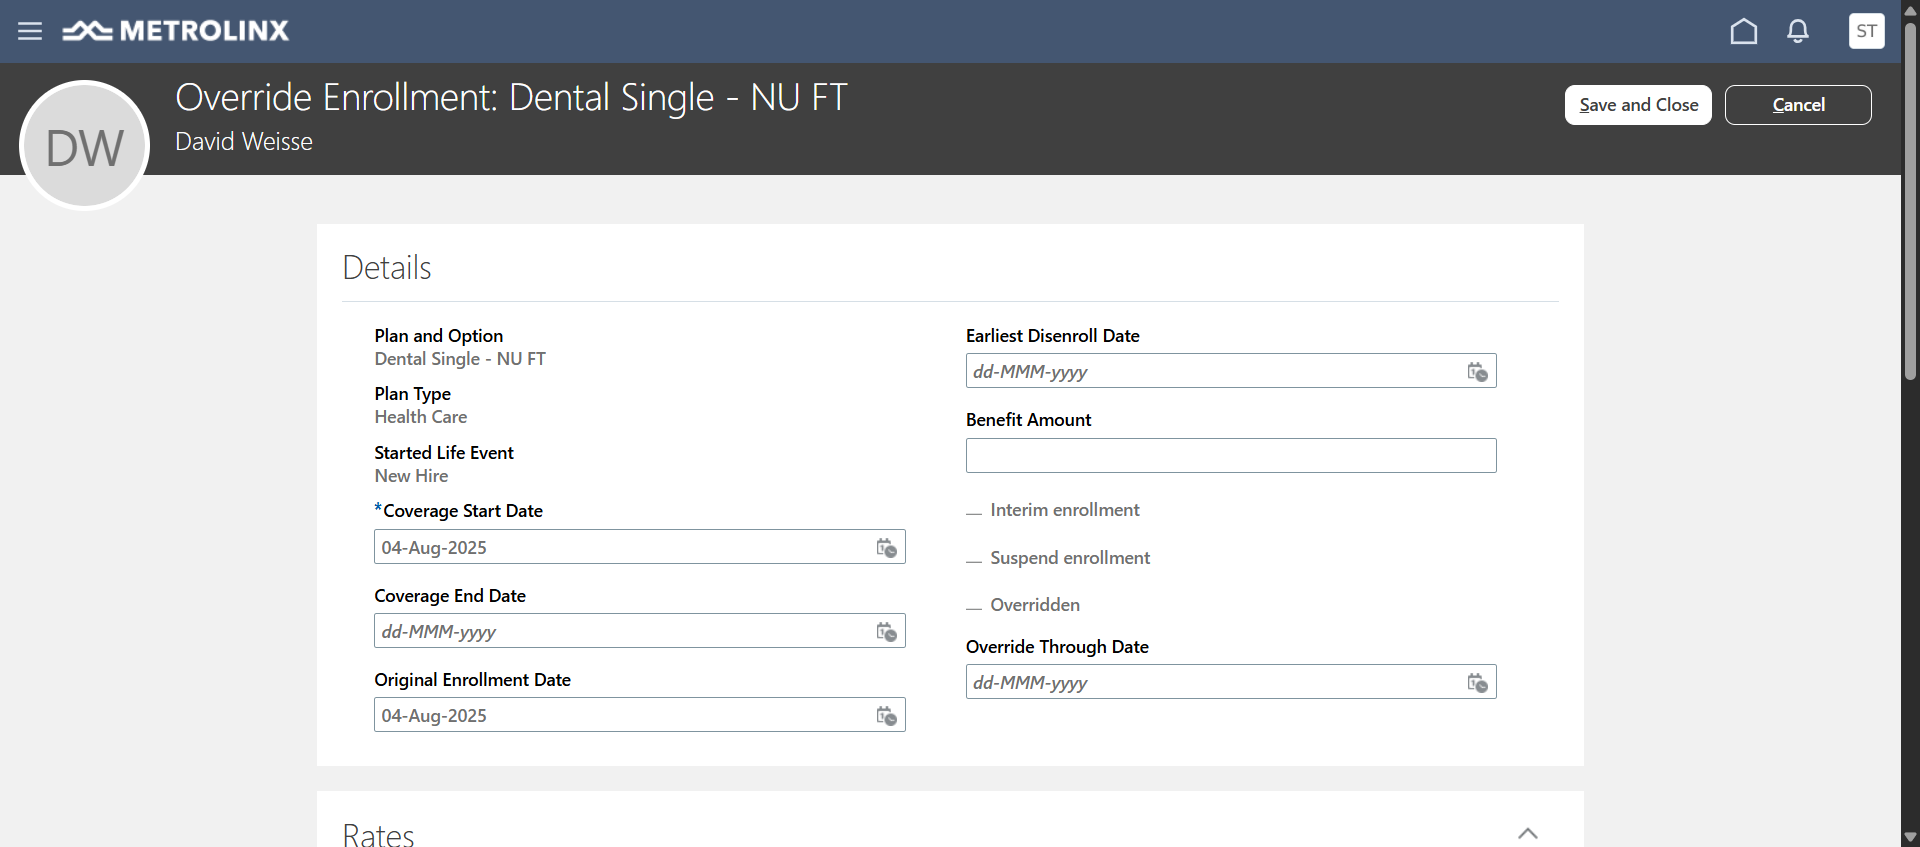 METROLINX
ST
DW
Override Enrollment: Dental Single - NU FT
David Weisse
Save and Close
Cancel
Details
Plan and Option
Dental Single - NU FT
Plan Type
Health Care
Started Life Event
New Hire
*Coverage Start Date
04-Aug-2025
Coverage End Date
dd-MMM-yyyy
Original Enrollment Date
04-Aug-2025
Earliest Disenroll Date
dd-MMM-yyyy
Benefit Amount
Interim enrollment
Suspend enrollment
Overridden
Override Through Date
dd-MMM-yyyy
Rates